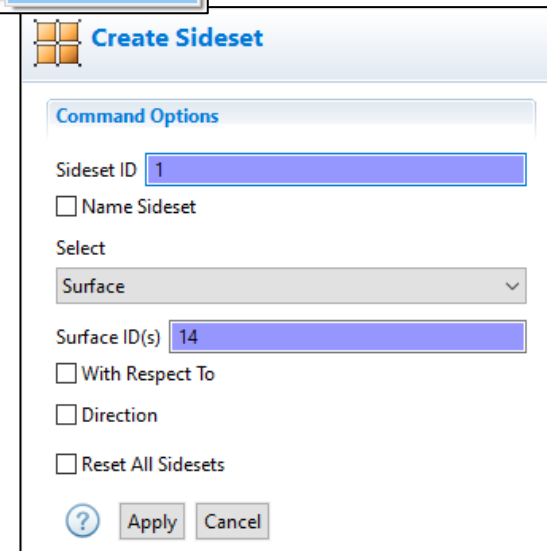 Create Sideset
Command Options
Sideset ID 1
Name Sideset
Select
Surface
Surface ID(s) 14
With Respect To
Direction
Reset All Sidesets
? Apply Cancel